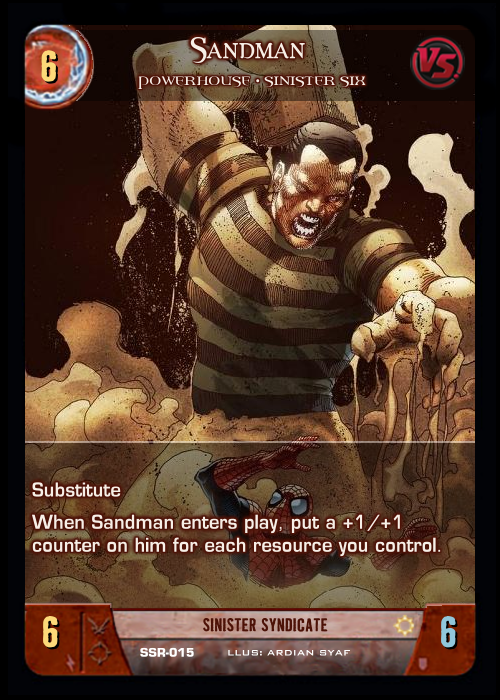 6
SANDMAN
VS
POWERHOUSE • SINISTER SIX
Substitute
When Sandman enters play, put a +1/+1
counter on him for each resource you control.
6
SINISTER SYNDICATE
6
SSR-015 LLUS: ARDIAN SYAF